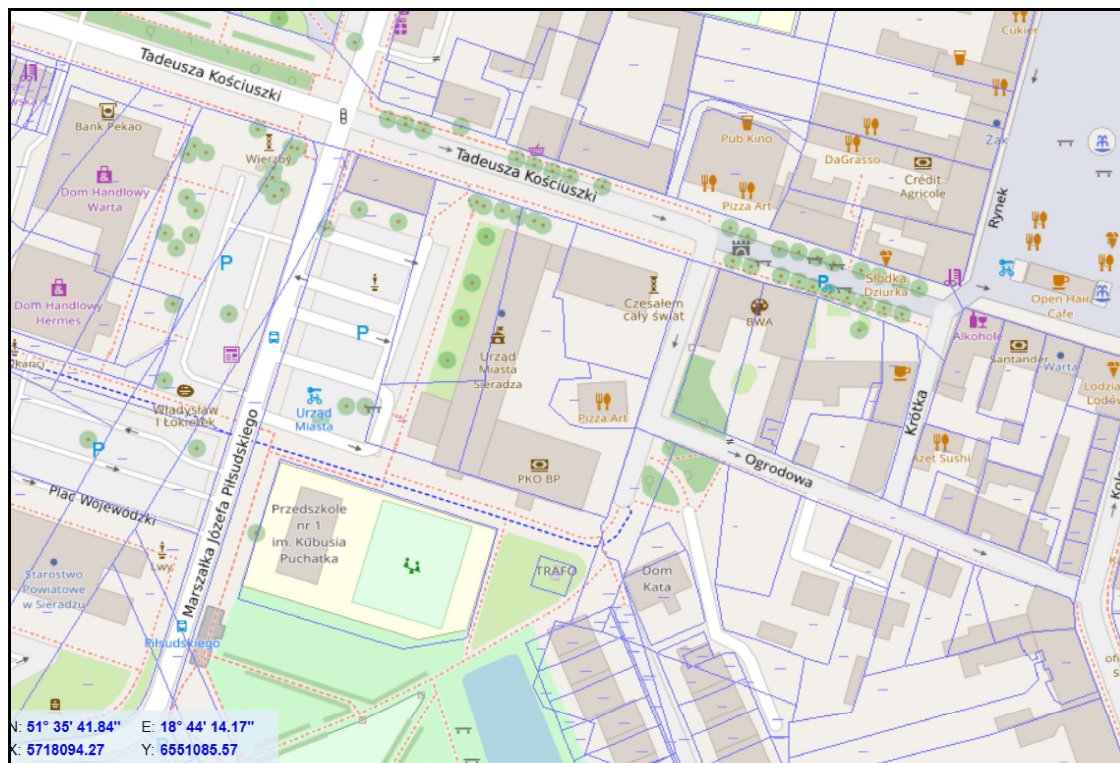 Cukier
Tadeusza Kościuszki
Bank Pekao
Wierzby
Pub Kino
DaGrasso
Żak
Crédit
Agricole
Dom Handlowy
Warta
Tadeusza Kościuszki
Pizza Art
Rynek
P
Słodka
Dziurka
Czesałem
cały świat
BWA
P
Open Hair
Cafe
Dom Handlowy
Hermes
P
Alkohole
Santander
Warta
Urząd
Miasta
Sieradza
Władysław
I Łokietek
Urząd
Miasta
Pizza Art
Krótka
P
Azet Sushi
Ogrodowa
PKO BP
Plac Wojewódzki
Marszałka Józefa Piłsudskiego
Przedszkole
nr 1
im. Kubusia
Puchatka
Lwy
TRAFO
Dom
Kata
Starostwo
Powiatowe
w Sieradzu
Piłsudskiego
N: 51° 35' 41.84" E: 18° 44' 14.17"
X: 5718094.27 Y: 6551085.57